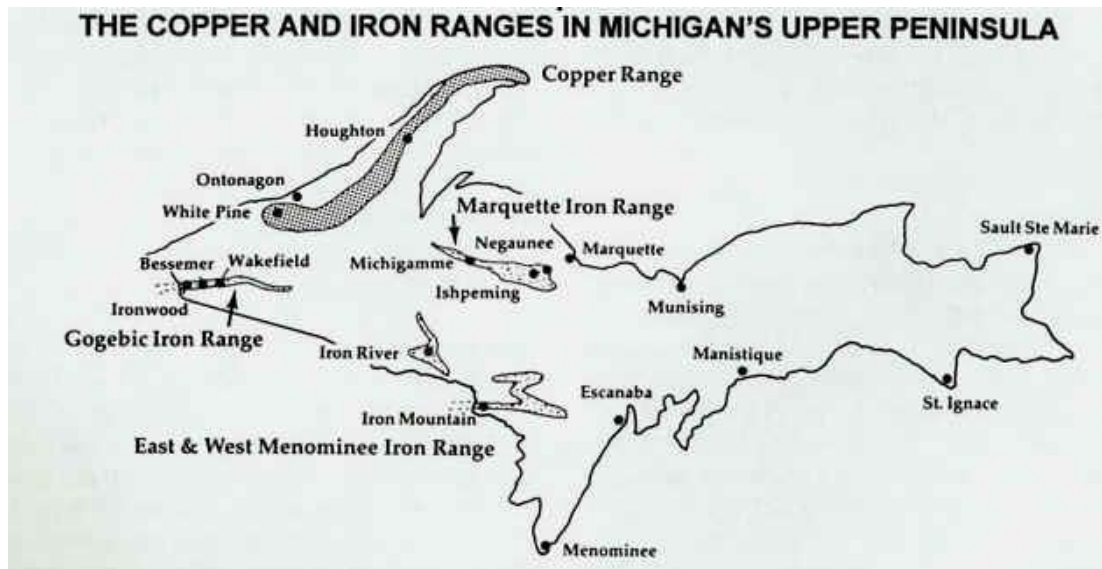 THE COPPER AND IRON RANGES IN MICHIGAN'S UPPER PENINSULA
Copper Range
Houghton
Ontonagon
White Pine
Marquette Iron Range
Sault Ste Marie
Negaunee
Marquette
Bessemer
Wakefield
Michigamme
Ishpeming
Ironwood
Munising
Gogebic Iron Range
Iron River
Manistique
Escanaba
St. Ignace
Iron Mountain
East & West Menominee Iron Range
Menominee